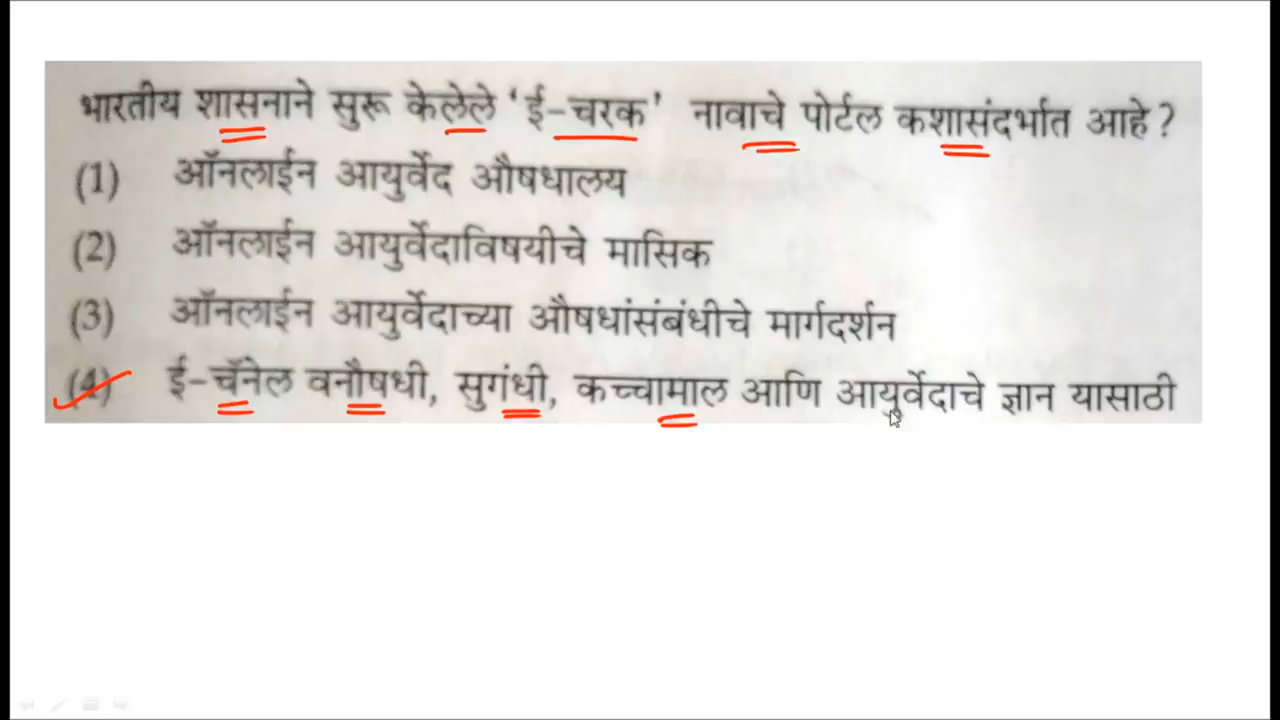 भारतीय शासनाने सुरू केलेले ‘ई-चरक’ नावाचे पोर्टल कशासंदर्भात आहे?
(1) ऑनलाईन आयुर्वेद औषधालय
(2) ऑनलाईन आयुर्वेदाविषयीचे मासिक
(3) ऑनलाईन आयुर्वेदाच्या औषधांसंबंधीचे मार्गदर्शन
(4) ई-चॅनेल वनौषधी, सुगंधी, कच्चामाल आणि आयुर्वेदाचे ज्ञान यासाठी